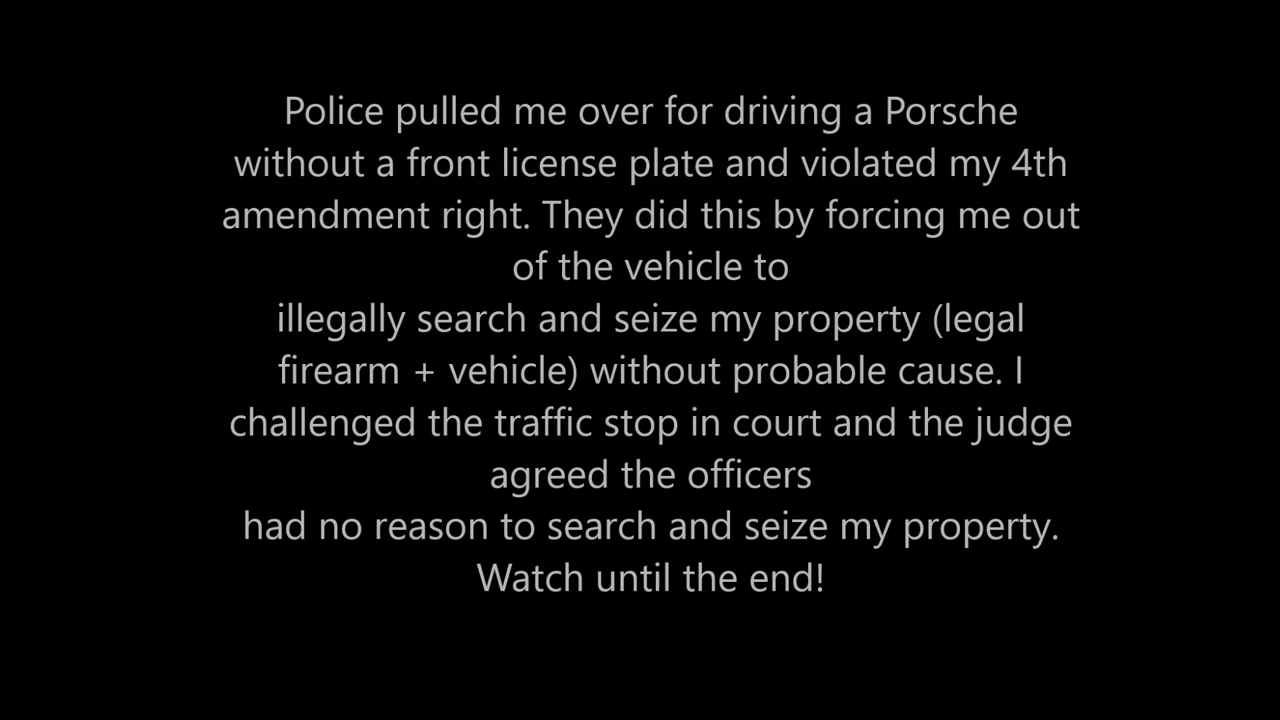 Police pulled me over for driving a Porsche
without a front license plate and violated my 4th
amendment right. They did this by forcing me out
of the vehicle to
illegally search and seize my property (legal
firearm + vehicle) without probable cause. I
challenged the traffic stop in court and the judge
agreed the officers
had no reason to search and seize my property.
Watch until the end!